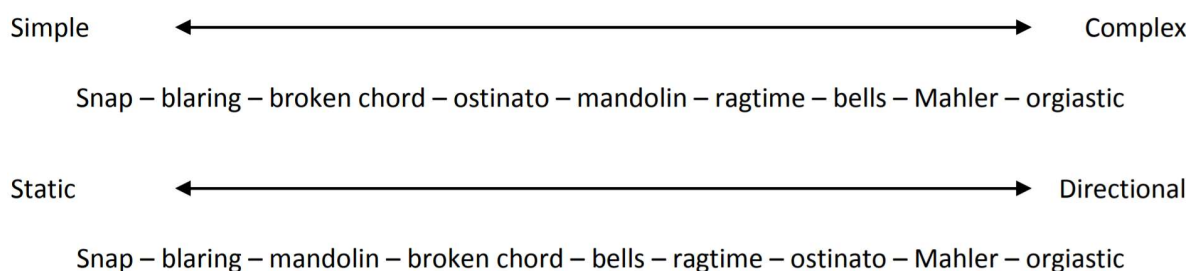 Simple Complex
Snap – blaring – broken chord – ostinato – mandolin – ragtime – bells – Mahler – orgiastic
Static Directional
Snap – blaring – mandolin – broken chord – bells – ragtime – ostinato – Mahler – orgiastic